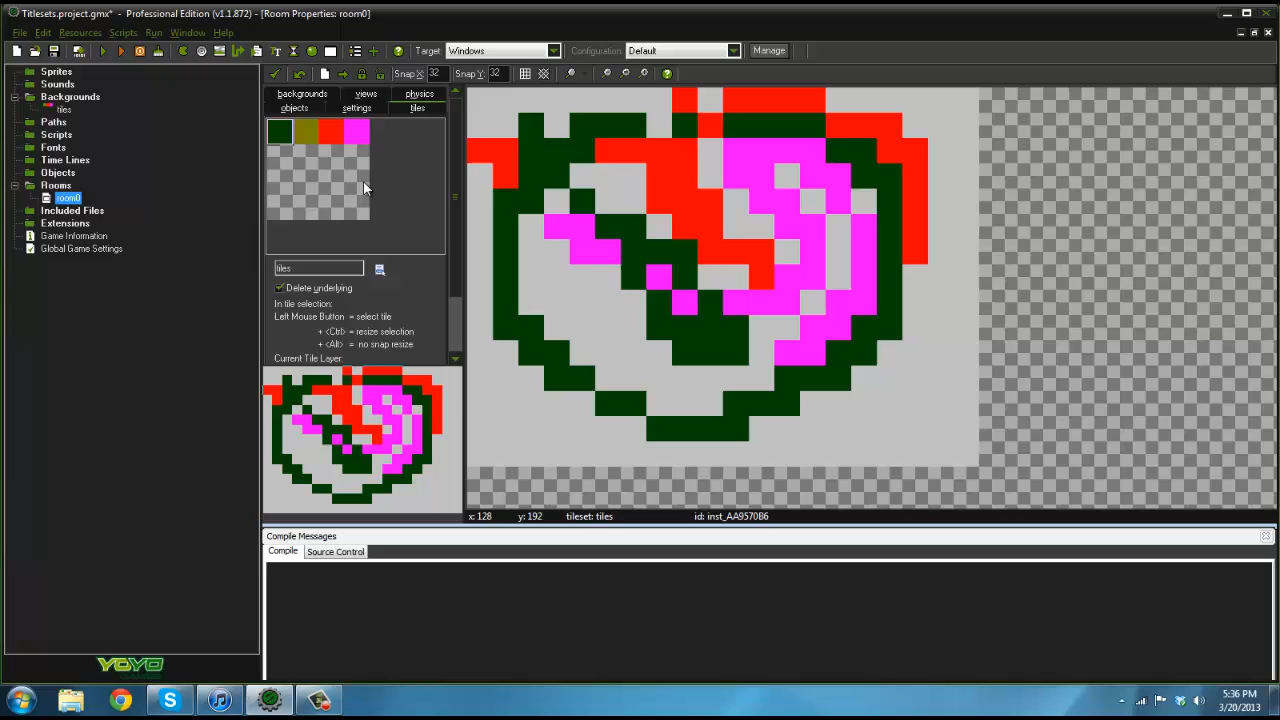 Titlesets.project.gmx* - Professional Edition (v1.1.872) - [Room Properties: room0]
File Edit Resources Scripts Run Window Help
Target: Windows Configuration: Default Manage
Sprites
Sounds
Backgrounds
tiles
Paths
Scripts
Fonts
Time Lines
Objects
Rooms
room0
Included Files
Extensions
Game Information
Global Game Settings
YOYO
GAMES
Snap X: 32 Snap Y: 32
backgrounds views physics
objects settings tiles
tiles
Delete underlying
In tile selection:
Left Mouse Button = select tile
+ <Ctrl> = resize selection
+ <Alt> = no snap resize
Current Tile Layer:
x: 128 y: 192 tileset: tiles id: inst_AA9570B6
Compile Messages
Compile Source Control
5:36 PM
3/20/2013